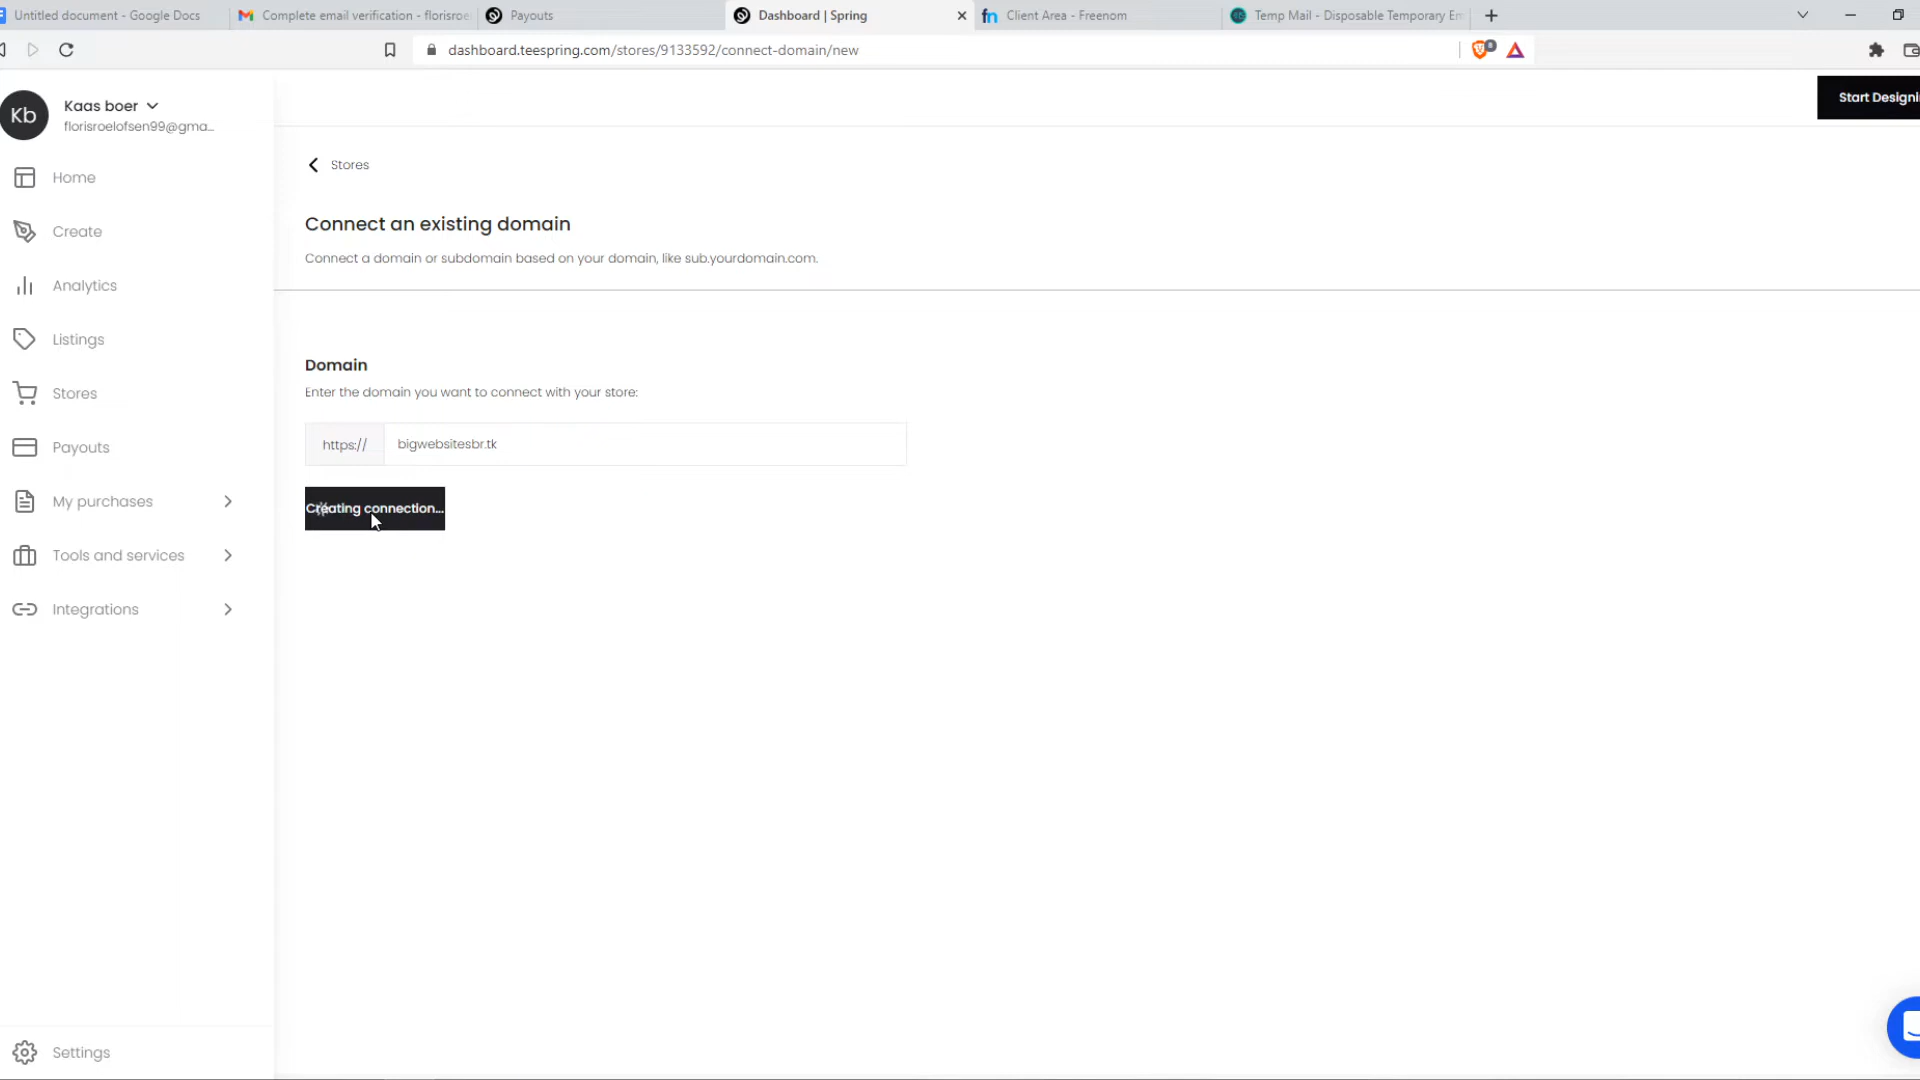 Untitled document - Google Docs
Complete email verification - florisroe
Payouts
Dashboard | Spring
fn Client Area - Freenom
Temp Mail - Disposable Temporary Em
dashboard.teespring.com/stores/9133592/connect-domain/new
Kb
Kaas boer
florisroelofsen99@gma...
Start Designi
Home
Create
Analytics
Listings
Stores
Payouts
My purchases
Tools and services
Integrations
Settings
Stores
Connect an existing domain
Connect a domain or subdomain based on your domain, like sub.yourdomain.com.
Domain
Enter the domain you want to connect with your store:
https:// bigwebsitesbr.tk
Creating connection...